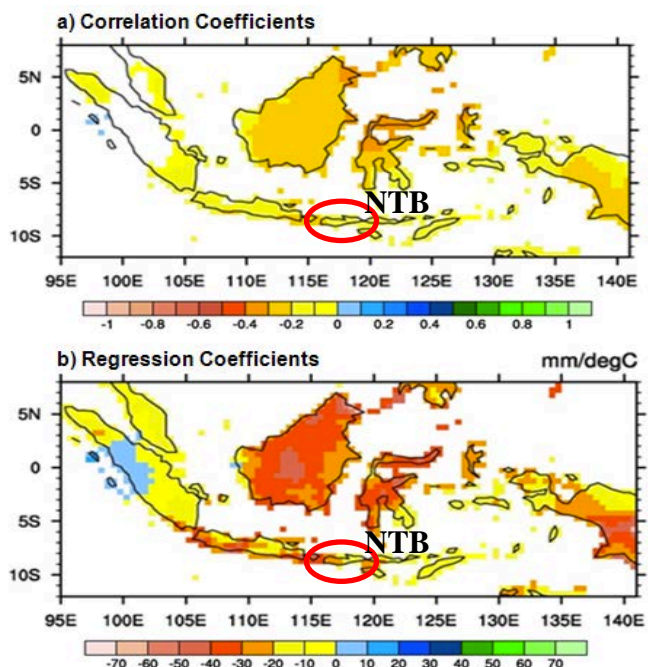 a) Correlation Coefficients
5N
0
5S
10S
NTB
95E 100E 105E 110E 115E 120E 125E 130E 135E 140E
-1 -0.8 -0.6 -0.4 -0.2 0 0.2 0.4 0.6 0.8 1
b) Regression Coefficients mm/degC
5N
0
5S
10S
NTB
95E 100E 105E 110E 115E 120E 125E 130E 135E 140E
-70 -60 -50 -40 -30 -20 -10 0 10 20 30 40 50 60 70